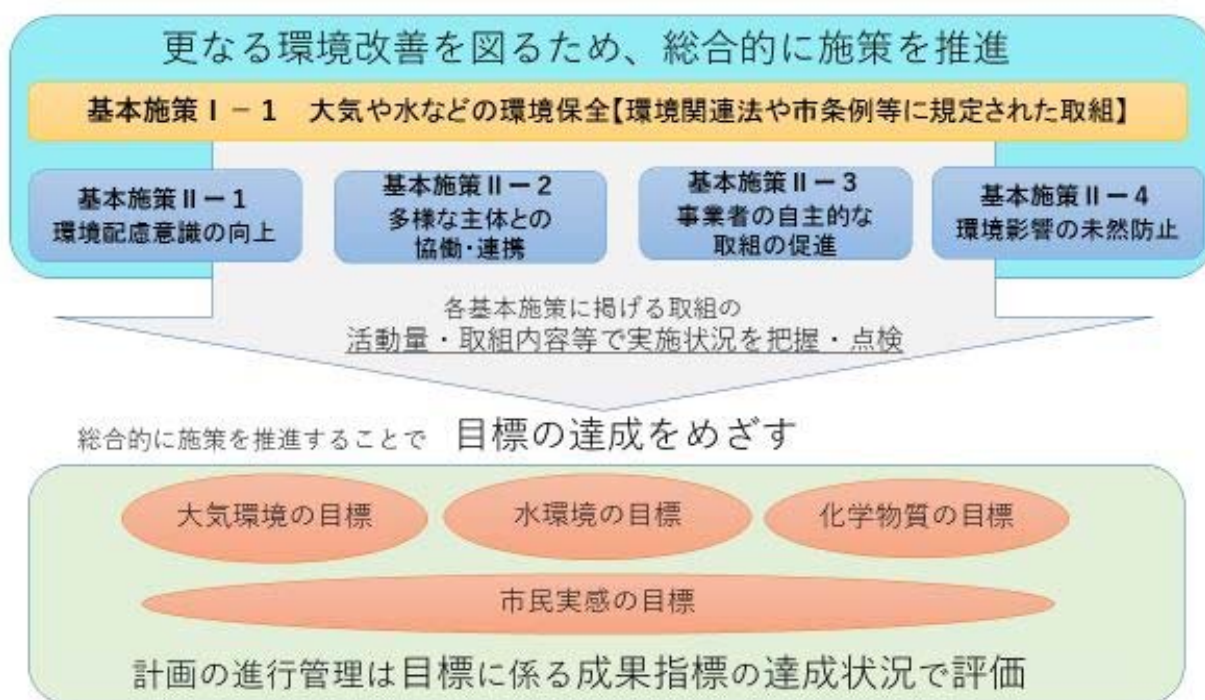 更なる環境改善を図るため、総合的に施策を推進
基本施策Ⅰ－1　大気や水などの環境保全【環境関連法や市条例等に規定された取組】
基本施策Ⅱー1
環境配慮意識の向上
基本施策Ⅱー2
多様な主体との
協働・連携
基本施策Ⅱー3
事業者の自主的な
取組の促進
基本施策Ⅱー4
環境影響の未然防止
各基本施策に掲げる取組の
活動量・取組内容等で実施状況を把握・点検
総合的に施策を推進することで　目標の達成をめざす
大気環境の目標
水環境の目標
化学物質の目標
市民実感の目標
計画の進行管理は目標に係る成果指標の達成状況で評価